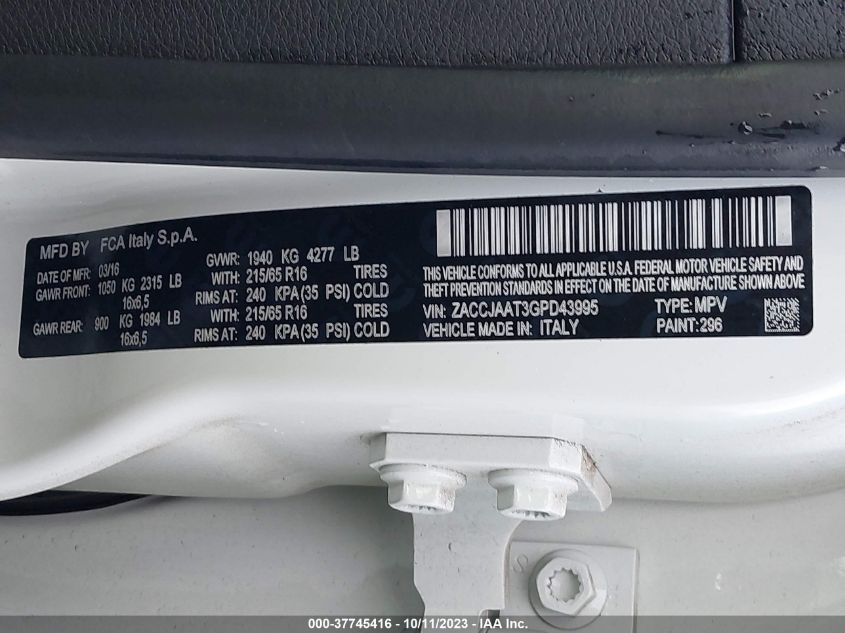 MFD BY FCA Italy S.p.A.
DATE OF MFR: 03/16 GVWR: 1940 KG 4277 LB
GAWR FRONT: 1050 KG 2315 LB WITH: 215/65 R16 TIRES
16x6,5 RIMS AT: 240 KPA (35 PSI) COLD
GAWR REAR: 900 KG 1984 LB WITH: 215/65 R16 TIRES
16x6,5 RIMS AT: 240 KPA (35 PSI) COLD
THIS VEHICLE CONFORMS TO ALL APPLICABLE U.S.A. FEDERAL MOTOR VEHICLE SAFETY AND
THEFT PREVENTION STANDARDS IN EFFECT ON THE DATE OF MANUFACTURE SHOWN ABOVE.
VIN: ZACCJAAT3GPD43995 TYPE: MPV
VEHICLE MADE IN: ITALY PAINT: 296
000-37745416 - 10/11/2023 - IAA Inc.